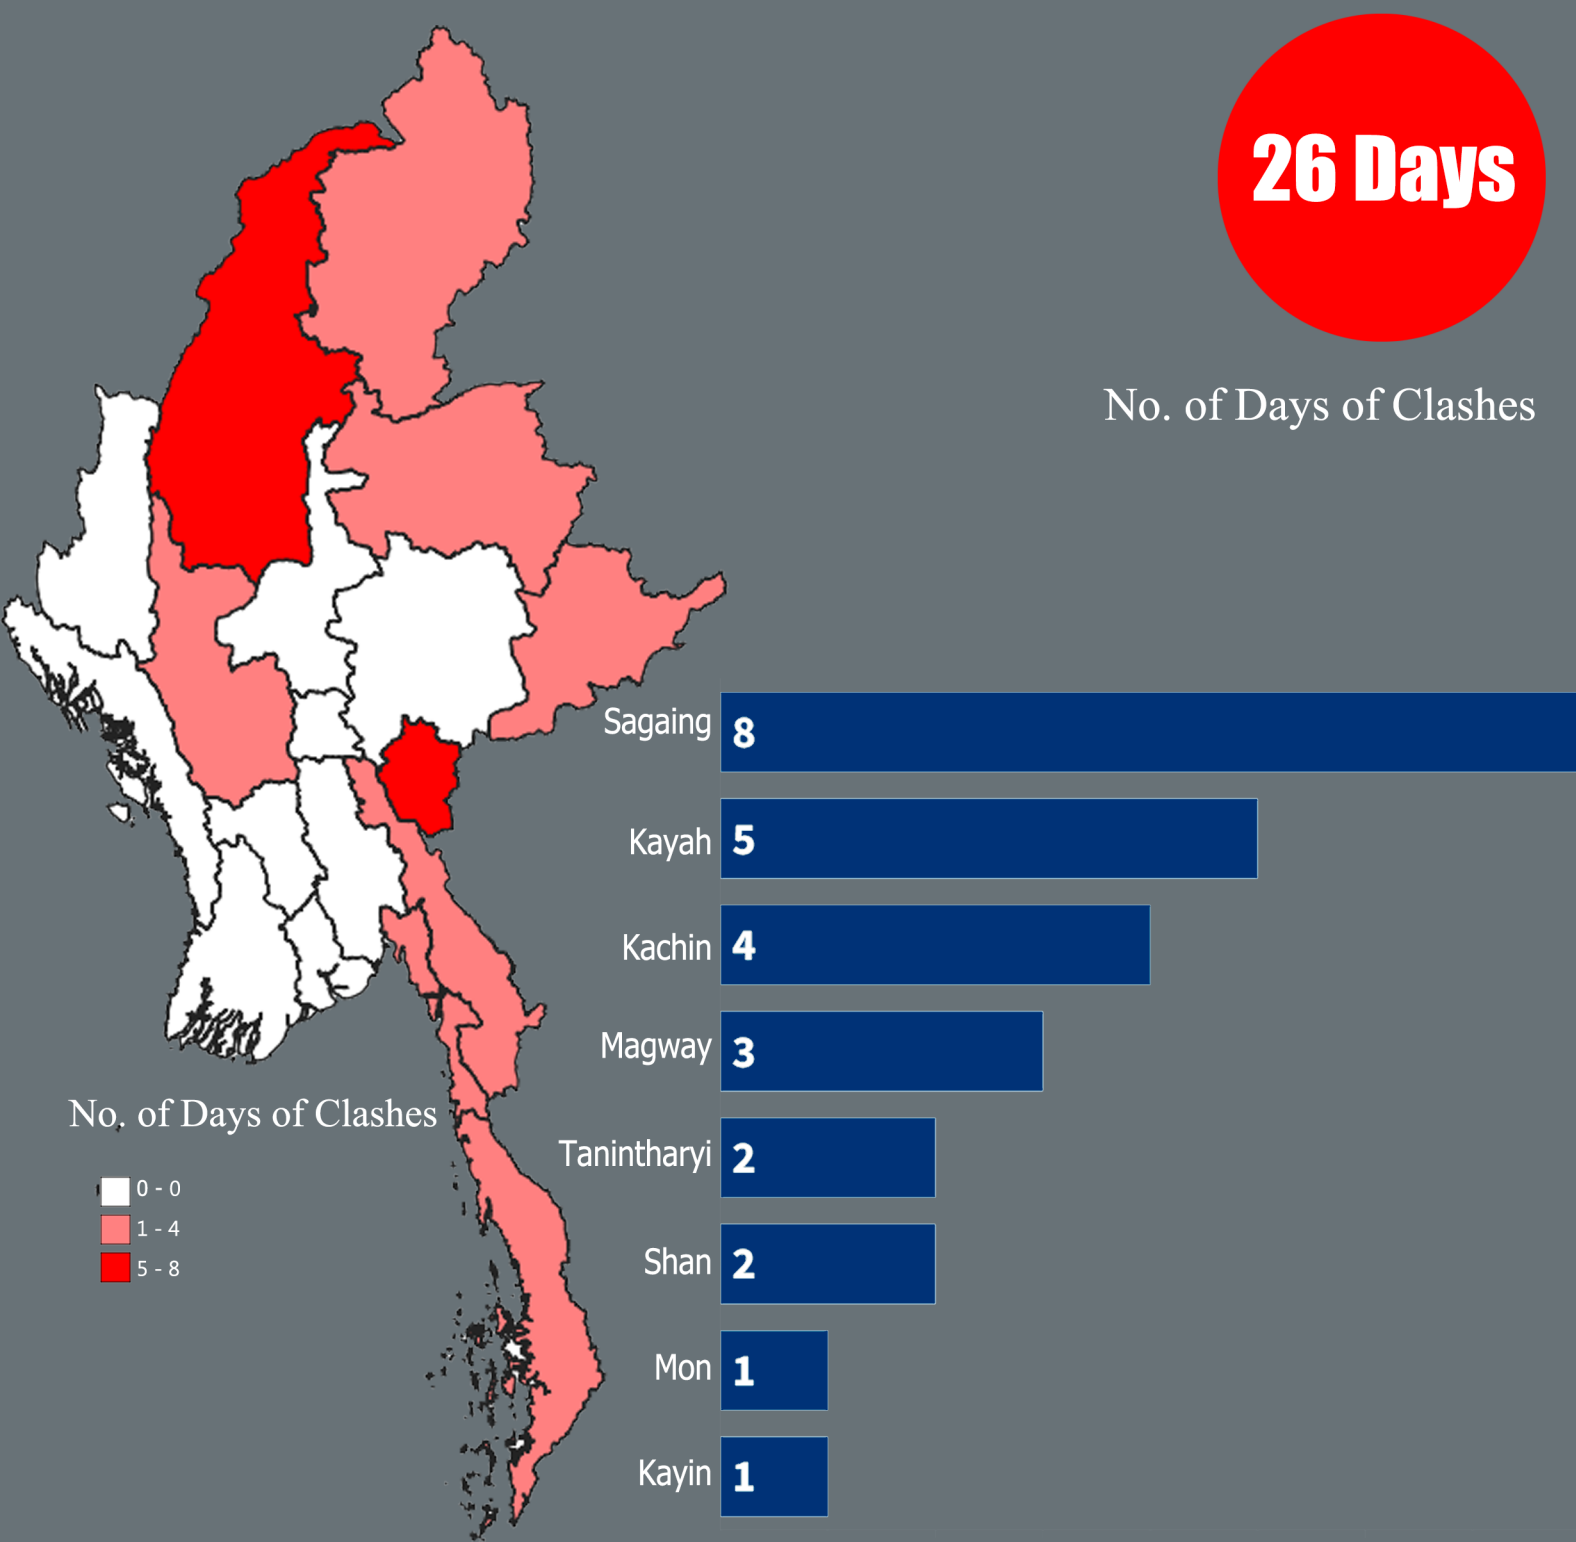 26 Days
No. of Days of Clashes
Sagaing 8
Kayah 5
Kachin 4
Magway 3
Tanintharyi 2
Shan 2
Mon 1
Kayin 1
No. of Days of Clashes
0 - 0
1 - 4
5 - 8